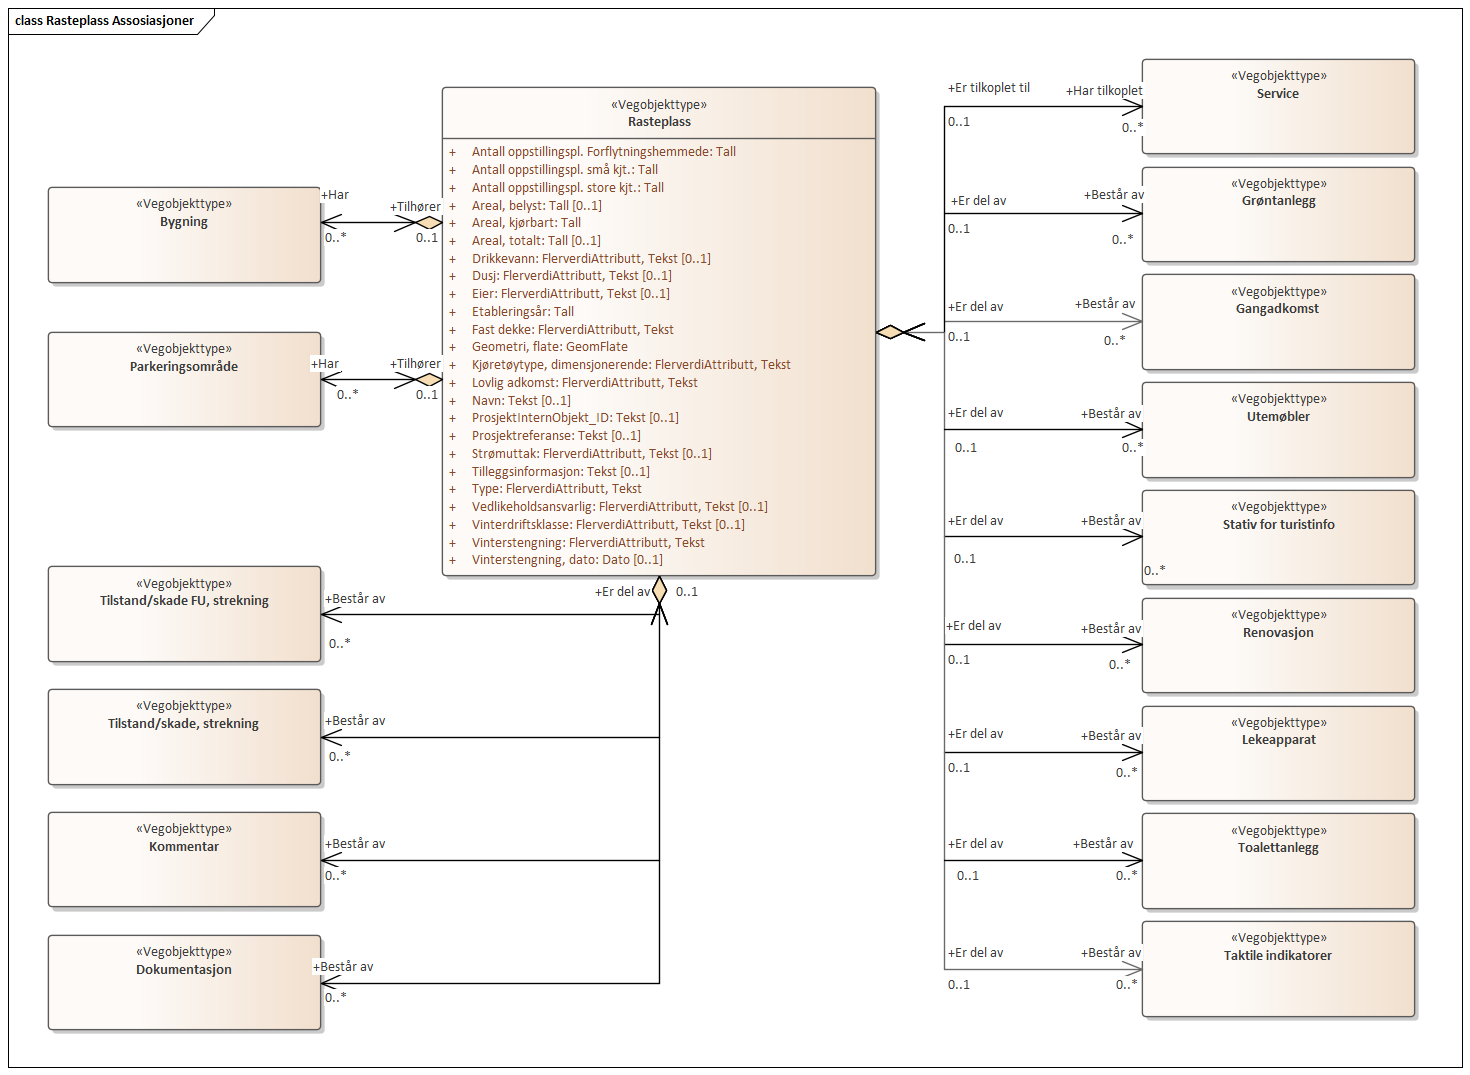 class Rasteplass Assosiasjoner
«Vegobjekttype»
Rasteplass
+ Antall oppstillingspl. Forflytningshemmede: Tall
+ Antall oppstillingspl. små kjt.: Tall
+ Antall oppstillingspl. store kjt.: Tall
+ Areal, belyst: Tall [0..1]
+ Areal, kjørbart: Tall
+ Areal, totalt: Tall [0..1]
+ Drikkevann: FlerverdiAttributt, Tekst [0..1]
+ Dusj: FlerverdiAttributt, Tekst [0..1]
+ Eier: FlerverdiAttributt, Tekst [0..1]
+ Etableringsår: Tall
+ Fast dekke: FlerverdiAttributt, Tekst
+ Geometri, flate: GeomFlate
+ Kjøretøytype, dimensjonerende: FlerverdiAttributt, Tekst
+ Lovlig adkomst: FlerverdiAttributt, Tekst
+ Navn: Tekst [0..1]
+ ProsjektInternObjekt_ID: Tekst [0..1]
+ Prosjektreferanse: Tekst [0..1]
+ Strømuttak: FlerverdiAttributt, Tekst [0..1]
+ Tilleggsinformasjon: Tekst [0..1]
+ Type: FlerverdiAttributt, Tekst
+ Vedlikeholdsansvarlig: FlerverdiAttributt, Tekst [0..1]
+ Vinterdriftsklasse: FlerverdiAttributt, Tekst [0..1]
+ Vinterstengning: FlerverdiAttributt, Tekst
+ Vinterstengning, dato: Dato [0..1]
«Vegobjekttype»
Bygning
+Har
0..*
+Tilhører
0..1
«Vegobjekttype»
Parkeringsområde
+Har
0..*
+Tilhører
0..1
+Er del av
0..1
«Vegobjekttype»
Tilstand/skade FU, strekning
+Består av
0..*
«Vegobjekttype»
Tilstand/skade, strekning
+Består av
0..*
«Vegobjekttype»
Kommentar
+Består av
0..*
«Vegobjekttype»
Dokumentasjon
+Består av
0..*
+Er tilkoplet til
0..1
+Har tilkoplet
0..*
«Vegobjekttype»
Service
+Er del av
0..1
+Består av
0..*
«Vegobjekttype»
Grøntanlegg
+Er del av
0..1
+Består av
0..*
«Vegobjekttype»
Gangadkomst
+Er del av
0..1
+Består av
0..*
«Vegobjekttype»
Utemøbler
+Er del av
0..1
+Består av
0..*
«Vegobjekttype»
Stativ for turistinfo
+Er del av
0..1
+Består av
0..*
«Vegobjekttype»
Renovasjon
+Er del av
0..1
+Består av
0..*
«Vegobjekttype»
Lekeapparat
+Er del av
0..1
+Består av
0..*
«Vegobjekttype»
Toalettanlegg
+Er del av
0..1
+Består av
0..*
«Vegobjekttype»
Taktile indikatorer